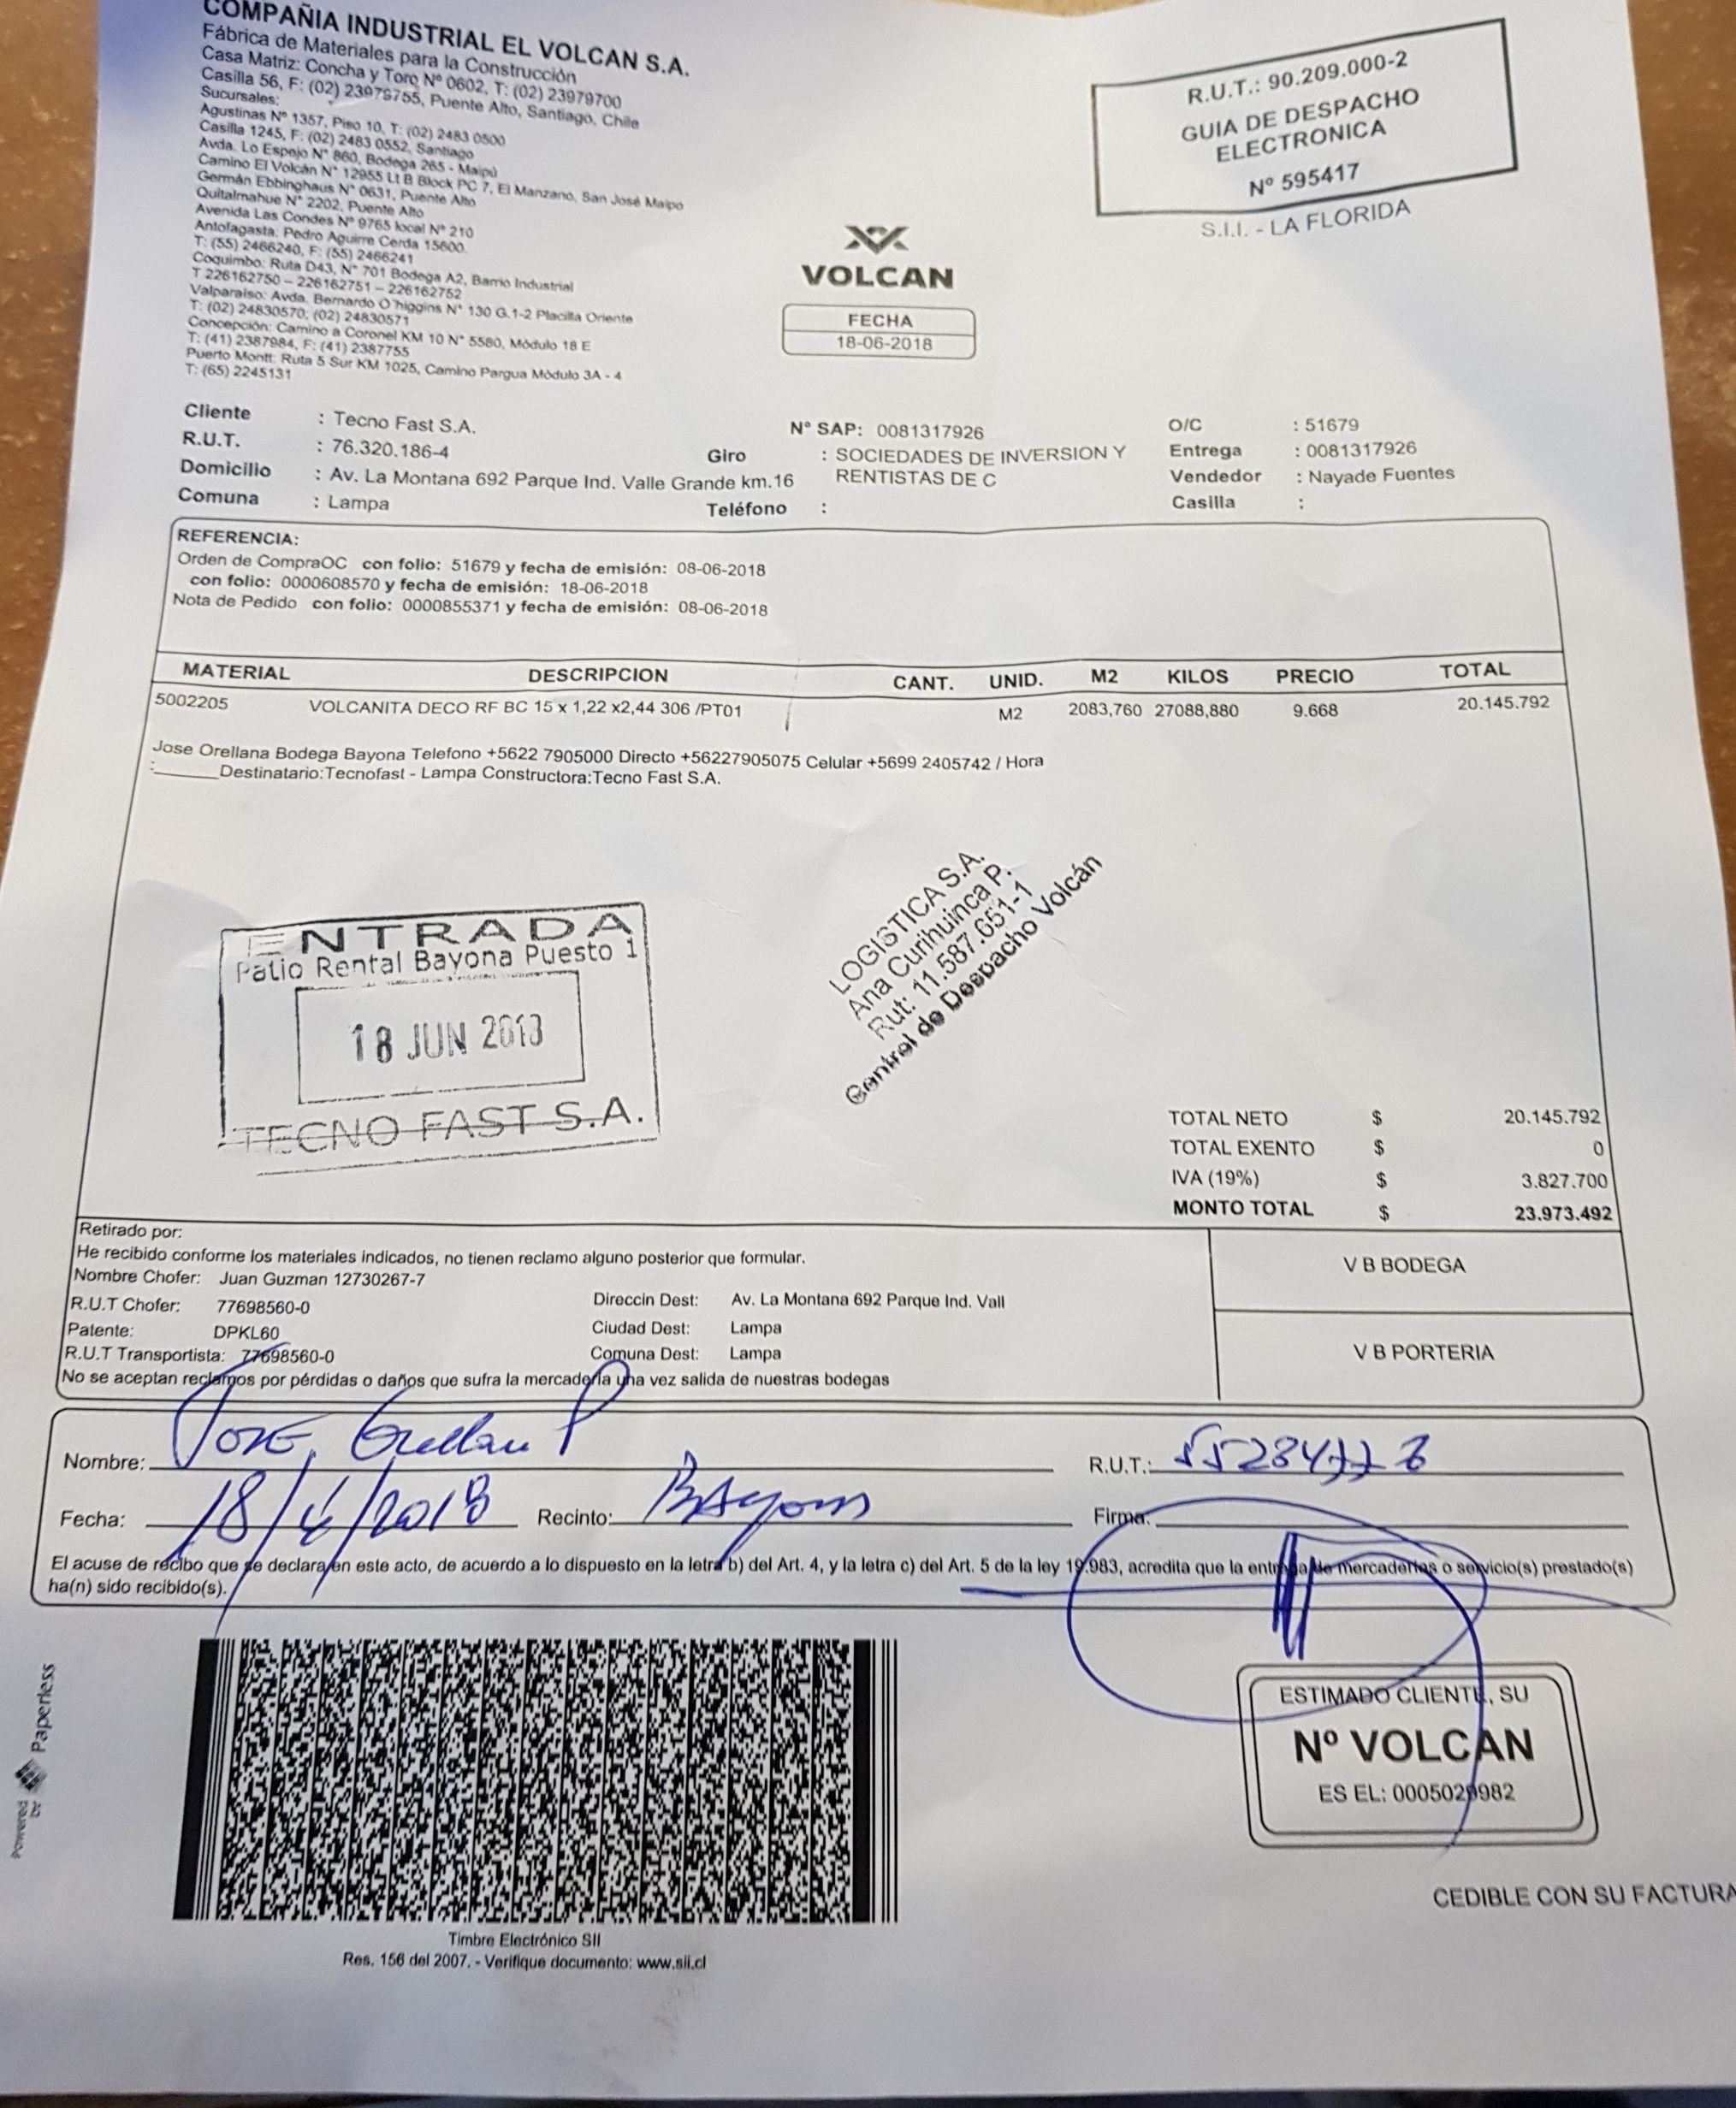 COMPAÑIA INDUSTRIAL EL VOLCAN S.A.
Fábrica de Materiales para la Construcción
Casa Matriz: Concha y Toro Nº 0602, T: (02) 23979700
Casilla 56, F: (02) 23979755, Puente Alto, Santiago, Chile
Sucursales:
Agustinas Nº 1357, Piso 10, T: (02) 2483 0500
Casilla 1245, F: (02) 2483 0552, Santiago
Avda. Lo Espejo N° 860, Bodega 265 - Maipú
Camino El Volcán N° 12955 Lt B Block PC 7, El Manzano, San José Maipo
Germán Ebbinghaus N° 0631, Puente Alto
Quitalmahue N° 2202, Puente Alto
Avenida Las Condes Nº 9765 local Nº 210
Antofagasta: Pedro Aguirre Cerda 15600.
T: (55) 2466240, F: (55) 2466241
Coquimbo: Ruta D43, N° 701 Bodega A2, Barrio Industrial
T 226162750 – 226162751 – 226162752
Valparaíso: Avda. Bernardo O'higgins N° 130 G.1-2 Placilla Oriente
T: (02) 24830570; (02) 24830571
Concepción: Camino a Coronel KM 10 N° 5580, Módulo 18 E
T: (41) 2387984, F: (41) 2387755
Puerto Montt: Ruta 5 Sur KM 1025, Camino Pargua Módulo 3A - 4
T: (65) 2245131
R.U.T.: 90.209.000-2
GUIA DE DESPACHO
ELECTRONICA
Nº 595417
S.I.I. - LA FLORIDA
VOLCAN
FECHA
18-06-2018
Cliente : Tecno Fast S.A. N° SAP: 0081317926 O/C : 51679
R.U.T. : 76.320.186-4 Giro : SOCIEDADES DE INVERSION Y Entrega : 0081317926
Domicilio : Av. La Montana 692 Parque Ind. Valle Grande km.16 RENTISTAS DE C Vendedor : Nayade Fuentes
Comuna : Lampa Teléfono : Casilla :
REFERENCIA:
Orden de CompraOC con folio: 51679 y fecha de emisión: 08-06-2018
con folio: 0000608570 y fecha de emisión: 18-06-2018
Nota de Pedido con folio: 0000855371 y fecha de emisión: 08-06-2018
MATERIAL DESCRIPCION CANT. UNID. M2 KILOS PRECIO TOTAL
5002205 VOLCANITA DECO RF BC 15 x 1,22 x2,44 306 /PT01 M2 2083,760 27088,880 9.668 20.145.792
Jose Orellana Bodega Bayona Telefono +5622 7905000 Directo +56227905075 Celular +5699 2405742 / Hora
:______Destinatario:Tecnofast - Lampa Constructora:Tecno Fast S.A.
ENTRADA
Patio Rental Bayona Puesto 1
18 JUN 2018
TECNO FAST S.A.
LOGISTICA S.A.
Ana Curihuinca P.
Rut: 11.587.651-1
Control de Despacho Volcán
TOTAL NETO $ 20.145.792
TOTAL EXENTO $ 0
IVA (19%) $ 3.827.700
MONTO TOTAL $ 23.973.492
Retirado por:
He recibido conforme los materiales indicados, no tienen reclamo alguno posterior que formular.
Nombre Chofer: Juan Guzman 12730267-7
R.U.T Chofer: 77698560-0 Direccin Dest: Av. La Montana 692 Parque Ind. Vall
Patente: DPKL60 Ciudad Dest: Lampa
R.U.T Transportista: 77698560-0 Comuna Dest: Lampa
No se aceptan reclamos por pérdidas o daños que sufra la mercadería una vez salida de nuestras bodegas
V B BODEGA
V B PORTERIA
Nombre: Jose Orellana P R.U.T.:
Fecha: 18/6/2018 Recinto: Bayona Firma:
El acuse de recibo que se declara en este acto, de acuerdo a lo dispuesto en la letra b) del Art. 4, y la letra c) del Art. 5 de la ley 19.983, acredita que la entrega de mercaderías o servicio(s) prestado(s)
ha(n) sido recibido(s).
Powered by Paperless
ESTIMADO CLIENTE, SU
Nº VOLCAN
ES EL: 0005029982
CEDIBLE CON SU FACTURA
Timbre Electrónico SII
Res. 156 del 2007. - Verifique documento: www.sii.cl